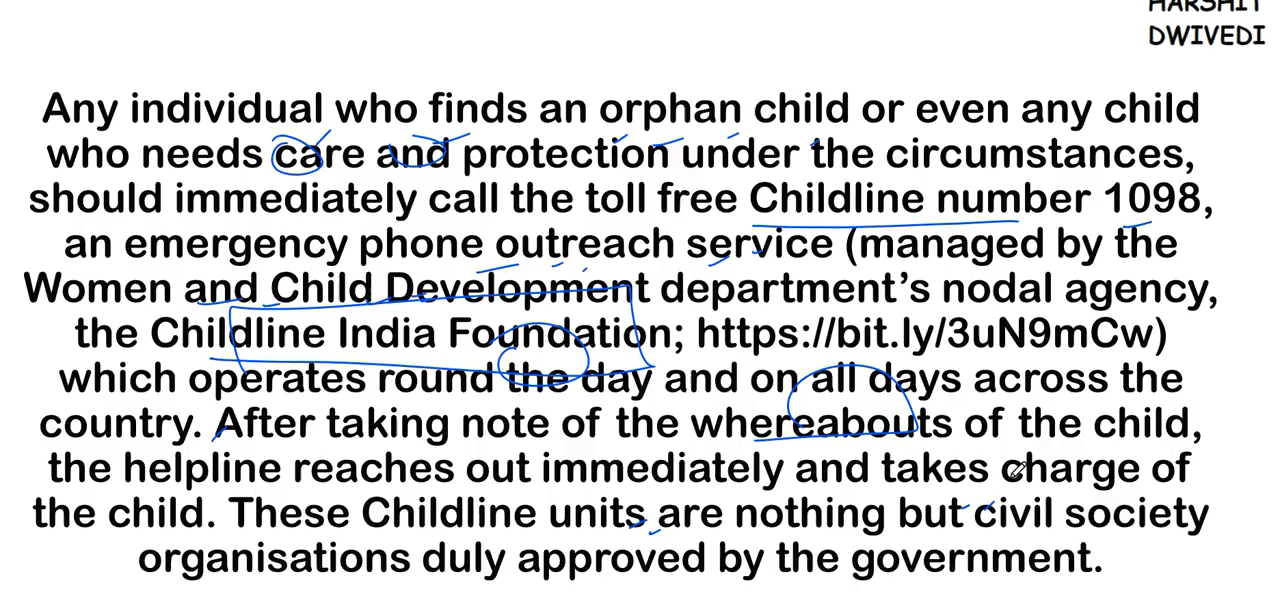 HARSHIT
DWIVEDI
Any individual who finds an orphan child or even any child
who needs care and protection under the circumstances,
should immediately call the toll free Childline number 1098,
an emergency phone outreach service (managed by the
Women and Child Development department's nodal agency,
the Childline India Foundation; https://bit.ly/3uN9mCw)
which operates round the day and on all days across the
country. After taking note of the whereabouts of the child,
the helpline reaches out immediately and takes charge of
the child. These Childline units are nothing but civil society
organisations duly approved by the government.